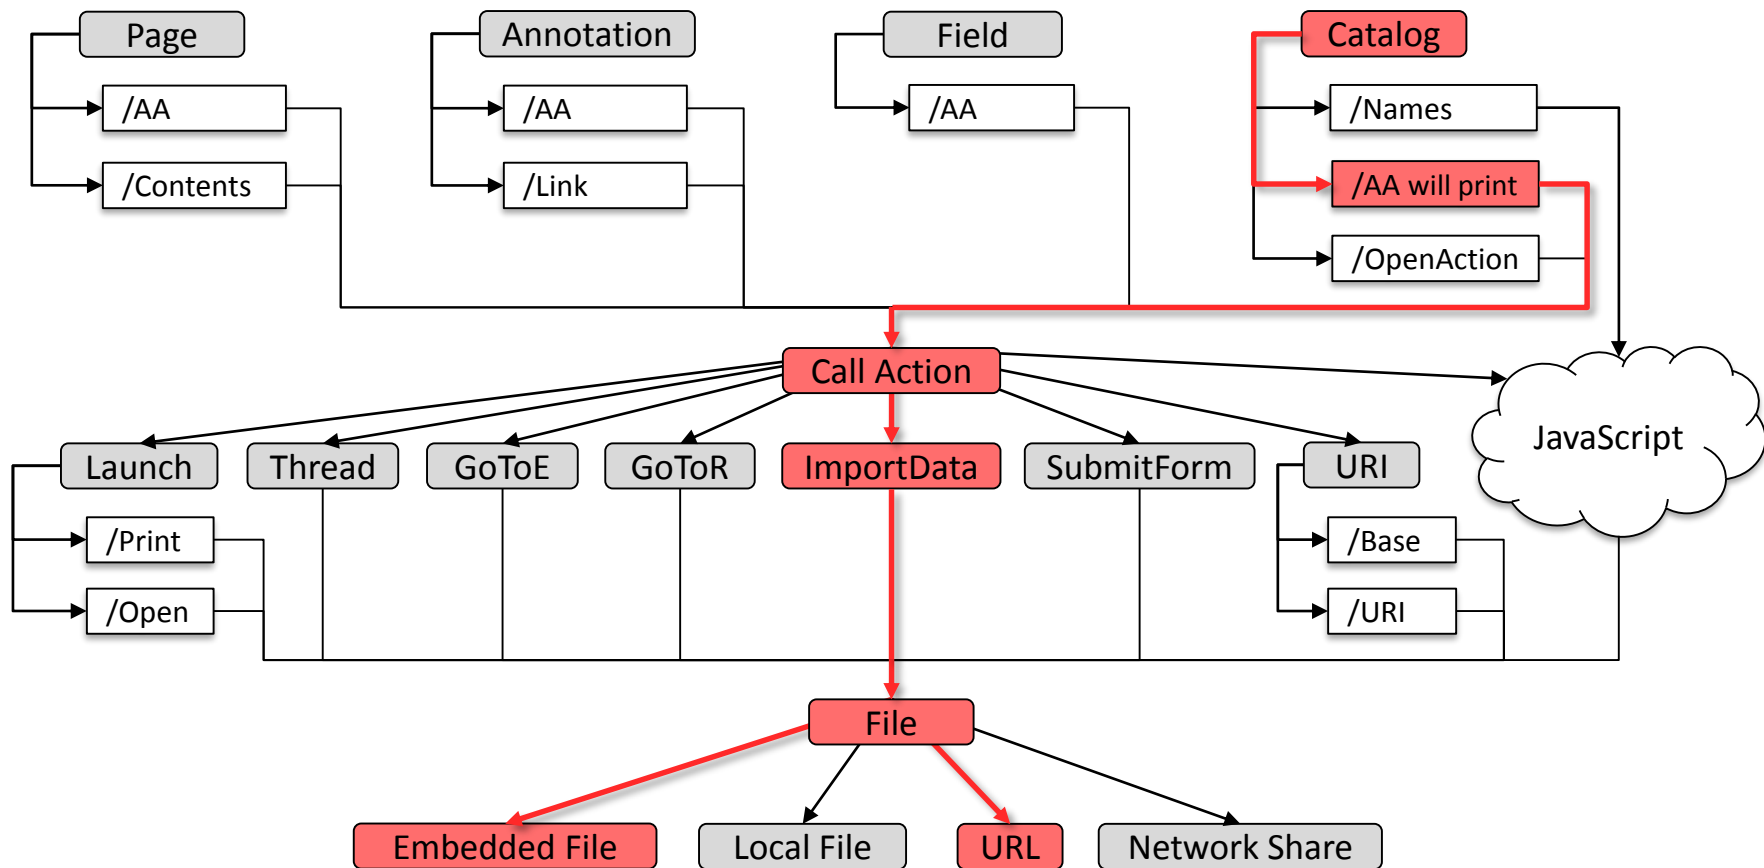 Page
Annotation
Field
Catalog
/AA
/AA
/AA
/Names
/Contents
/Link
/AA will print
/OpenAction
Call Action
JavaScript
Launch
Thread
GoToE
GoToR
ImportData
SubmitForm
URI
/Print
/Base
/Open
/URI
File
Embedded File
Local File
URL
Network Share